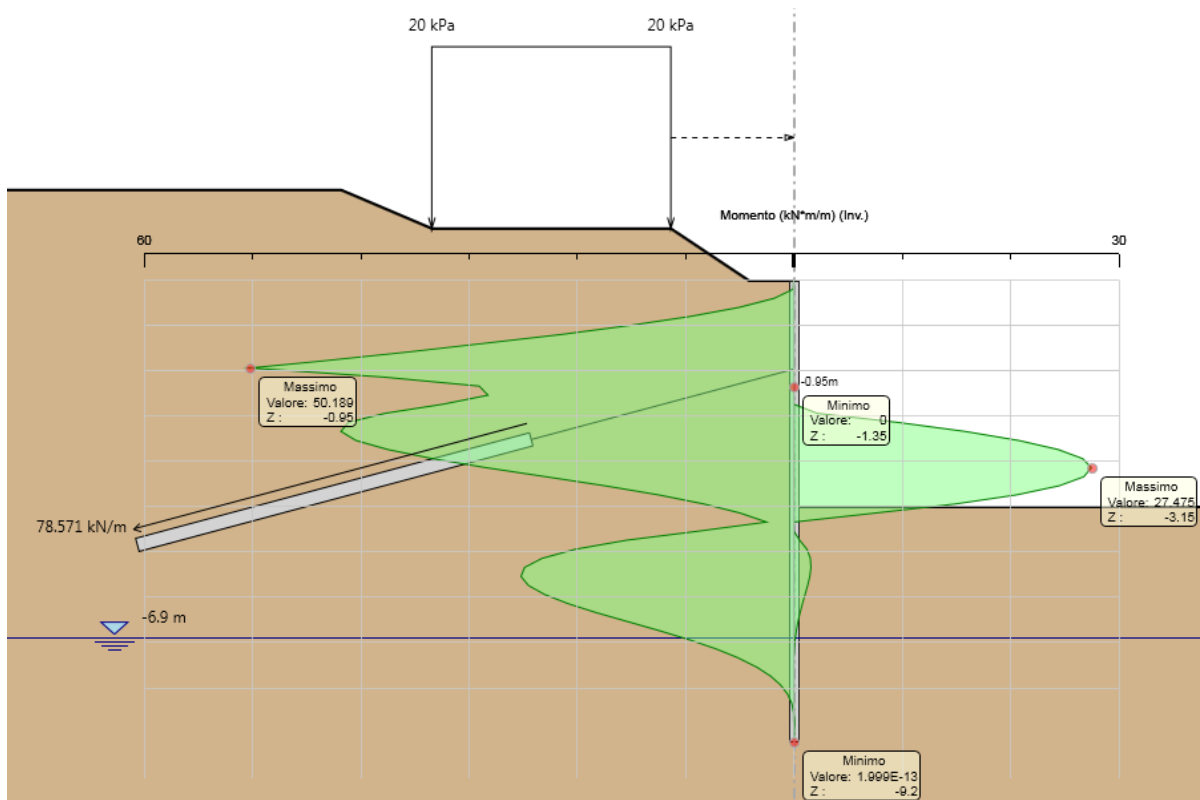 20 kPa
20 kPa
Momento (kN*m/m) (Inv.)
60
30
-0.95m
Massimo
Valore: 50.189
Z : -0.95
Minimo
Valore: 0
Z : -1.35
Massimo
Valore: 27.475
Z : -3.15
78.571 kN/m
-6.9 m
Minimo
Valore: 1.999E-13
Z : -9.2